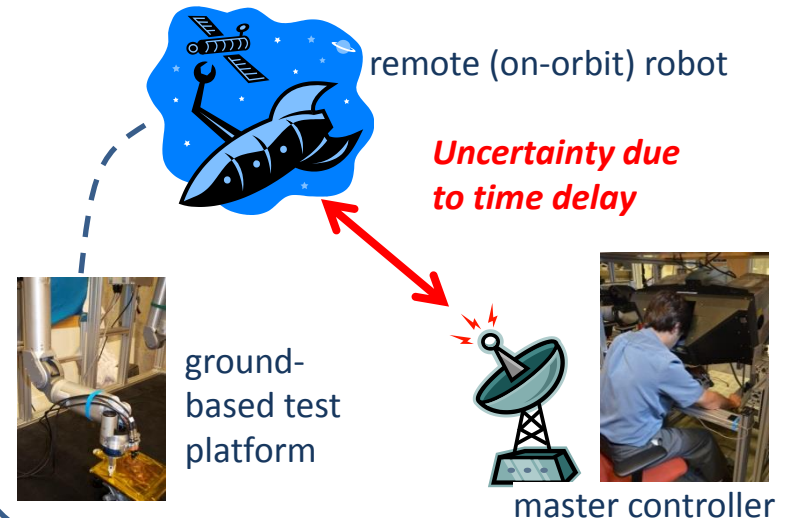 remote (on-orbit) robot
Uncertainty due
to time delay
ground-
based test
platform
master controller